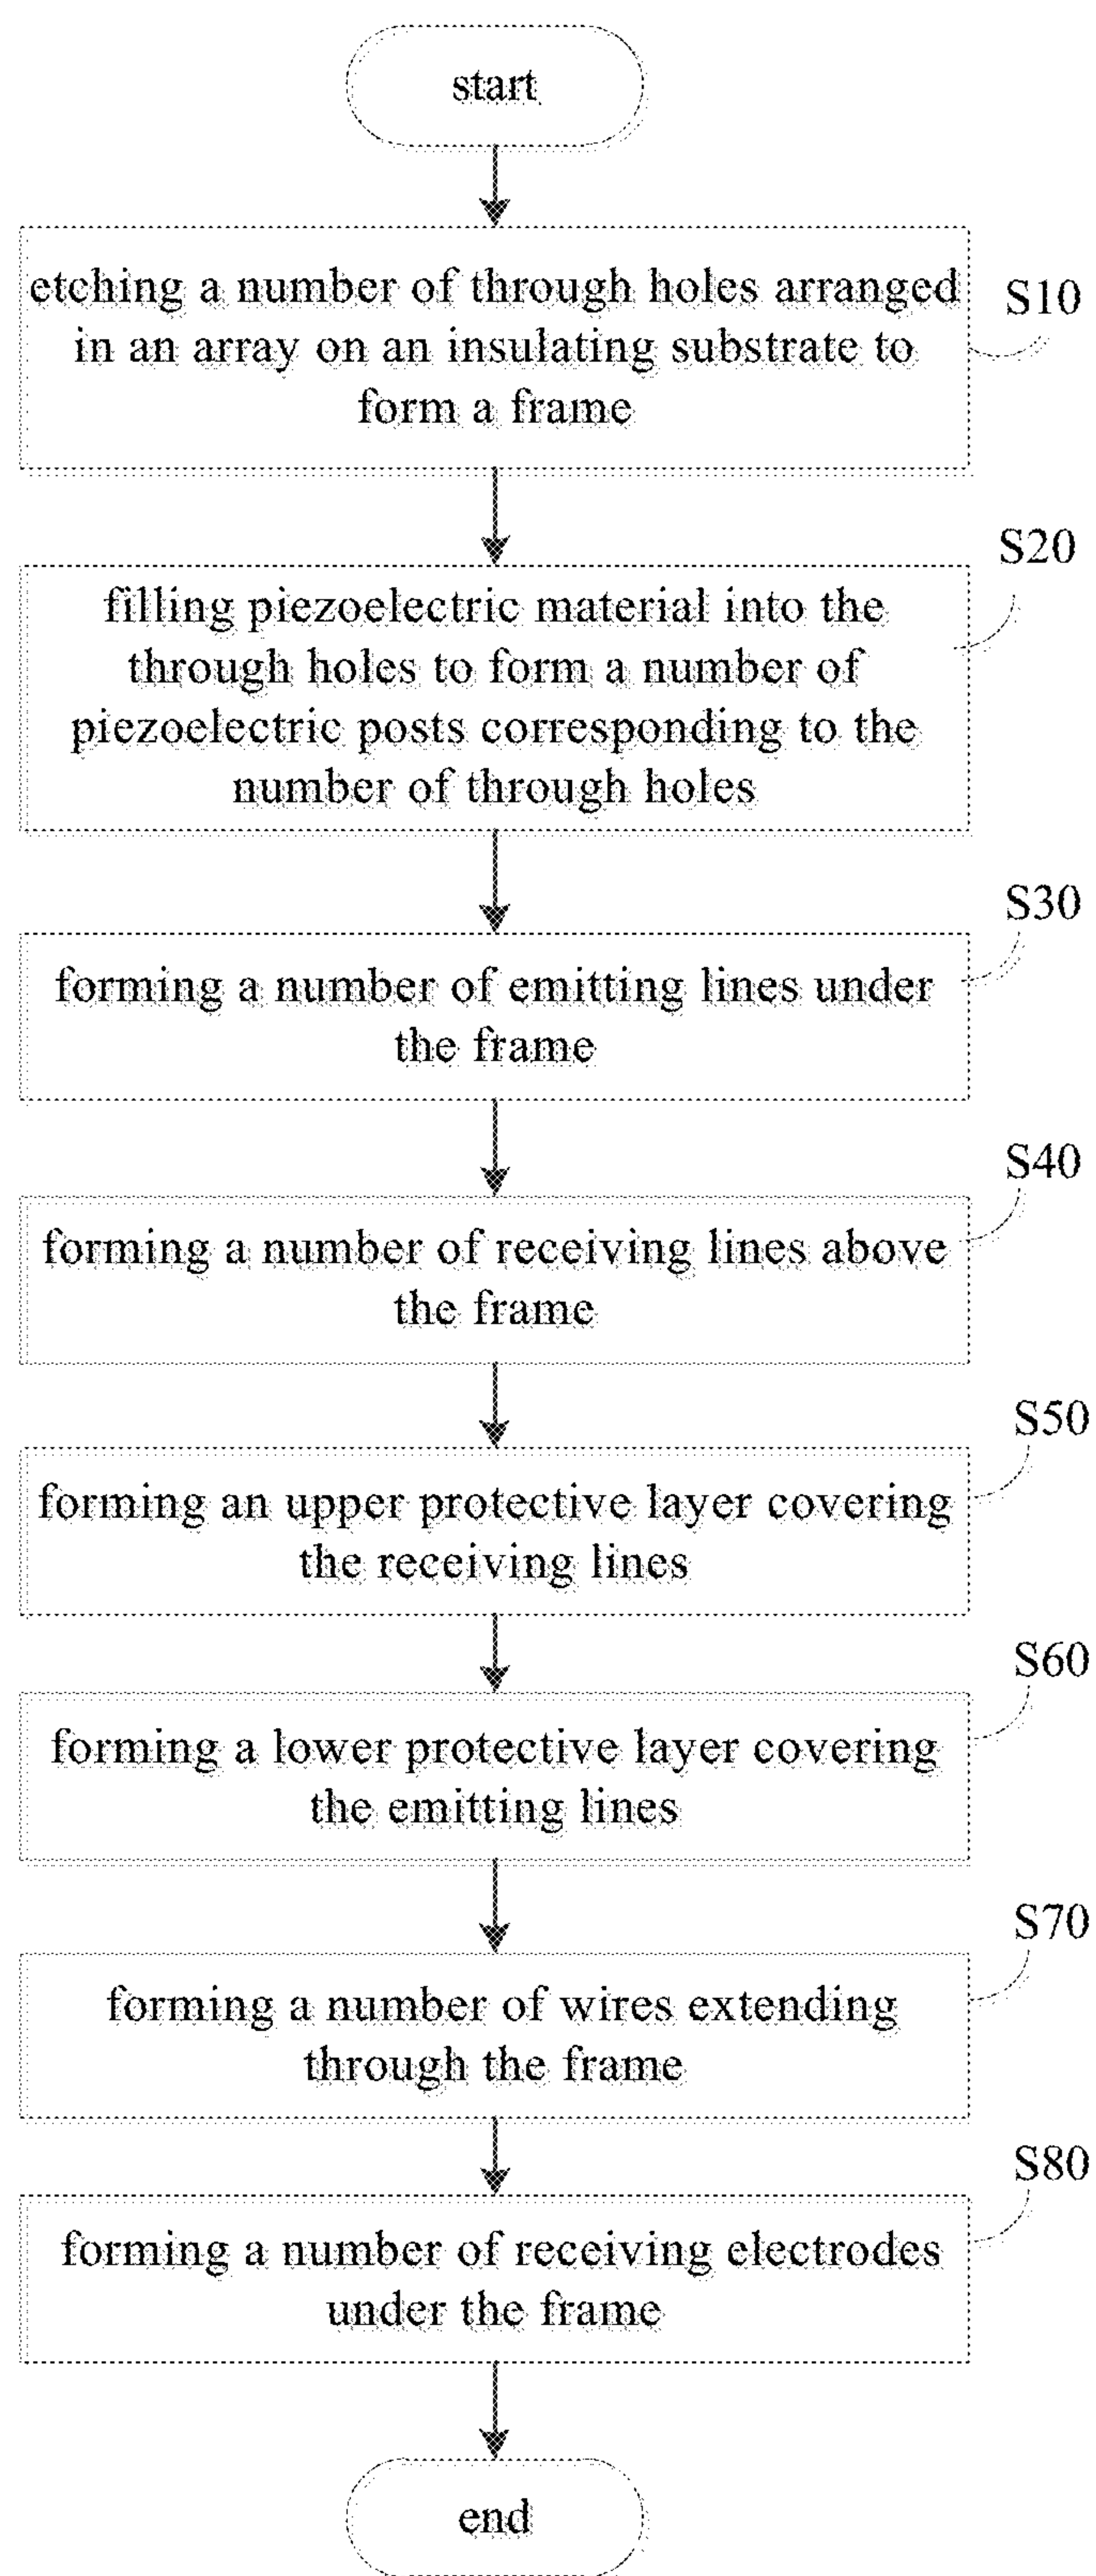 start
etching a number of through holes arranged
in an array on an insulating substrate to
form a frame
S10
filling piezoelectric material into the
through holes to form a number of
piezoelectric posts corresponding to the
number of through holes
S20
forming a number of emitting lines under
the frame
S30
forming a number of receiving lines above
the frame
S40
forming an upper protective layer covering
the receiving lines
S50
forming a lower protective layer covering
the emitting lines
S60
forming a number of wires extending
through the frame
S70
forming a number of receiving electrodes
under the frame
S80
end